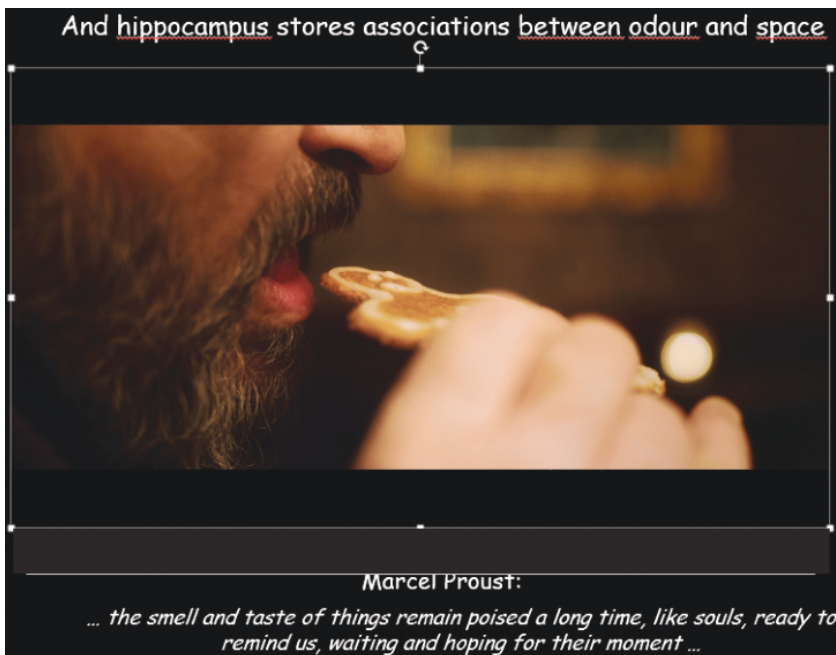 And hippocampus stores associations between odour and space
Marcel Proust:
... the smell and taste of things remain poised a long time, like souls, ready to
remind us, waiting and hoping for their moment ...